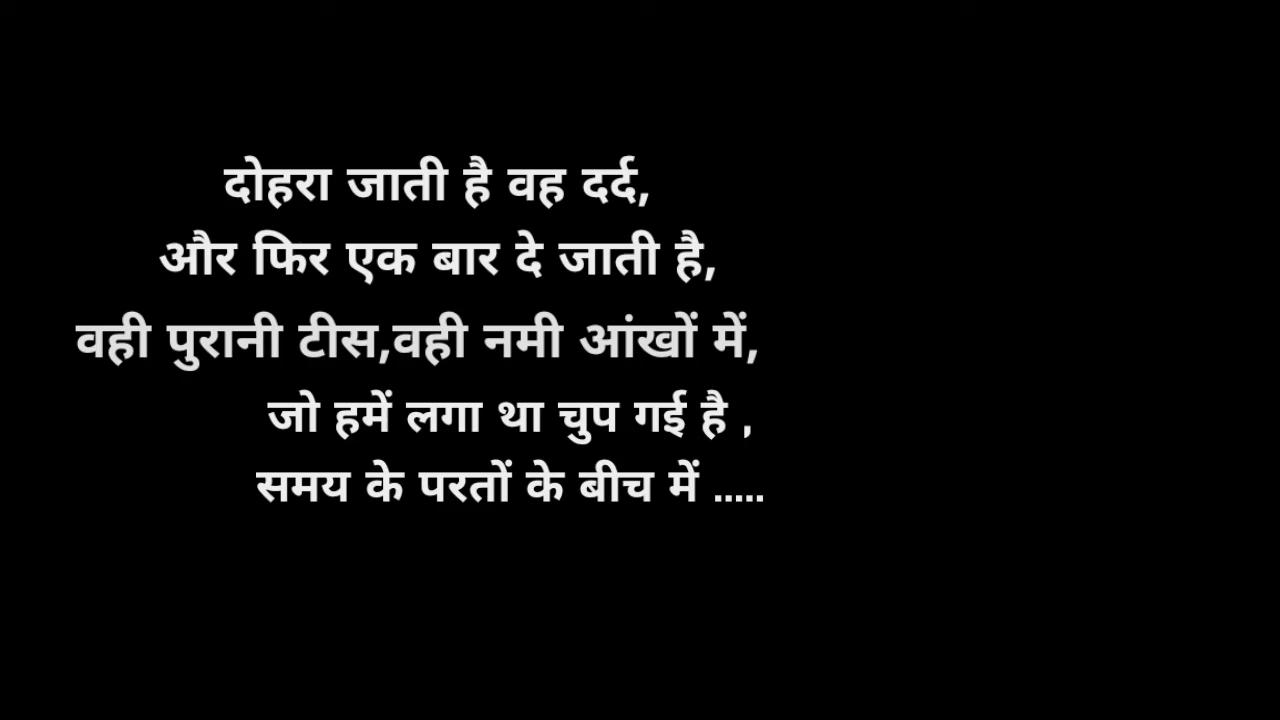 दोहरा जाती है वह दर्द,
और फिर एक बार दे जाती है,
वही पुरानी टीस,वही नमी आंखों में,
जो हमें लगा था चुप गई है ,
समय के परतों के बीच में .....